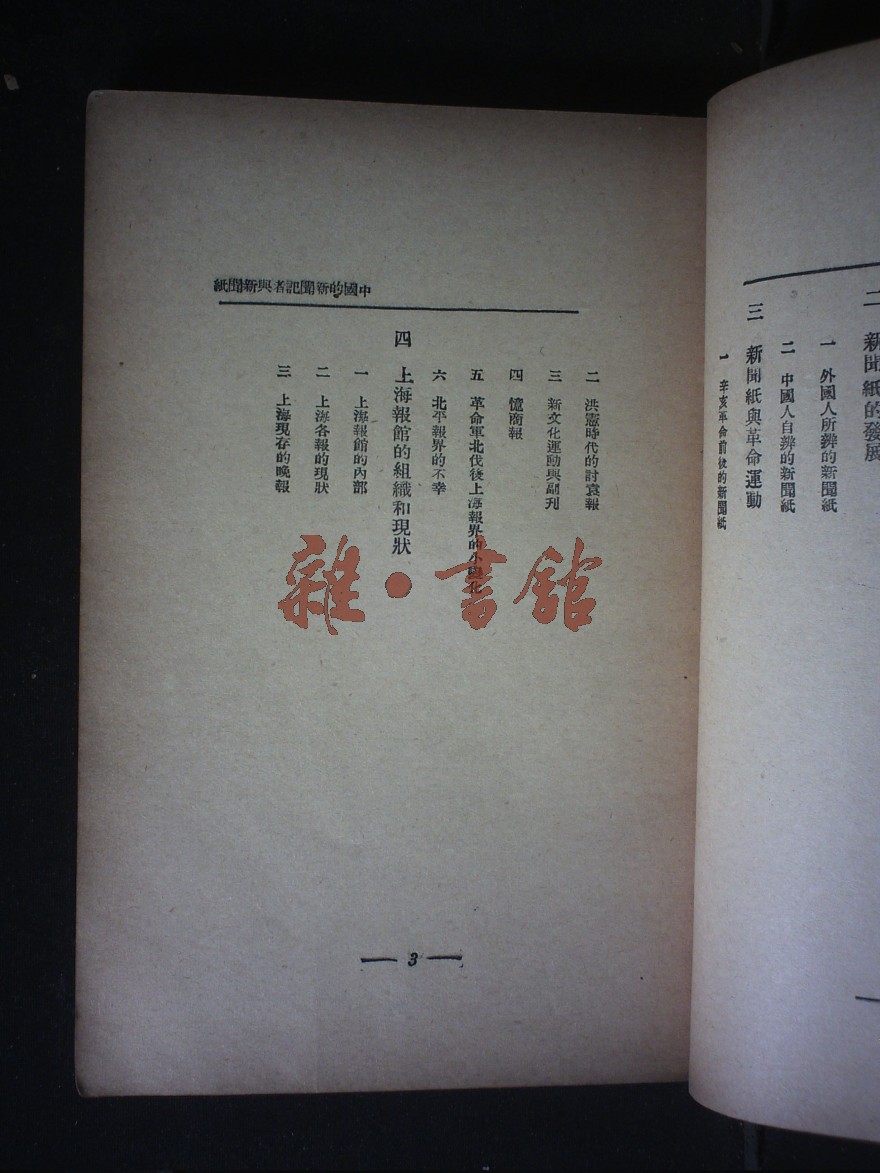 二 新聞紙的發展
一 外國人所辦的新聞紙
二 中國人自辦的新聞紙
三 新聞紙與革命運動
一 辛亥革命前後的新聞紙
中國的新聞記者與新聞紙
二 洪憲時代的討袁報
三 新文化運動與副刊
四 憶商報
五 革命軍北伐後上海報界的小
六 北平報界的不幸
四 上海報館的組織和現狀
一 上海報館的內部
二 上海各報的現狀
三 上海現存的晚報
3
雜·書館